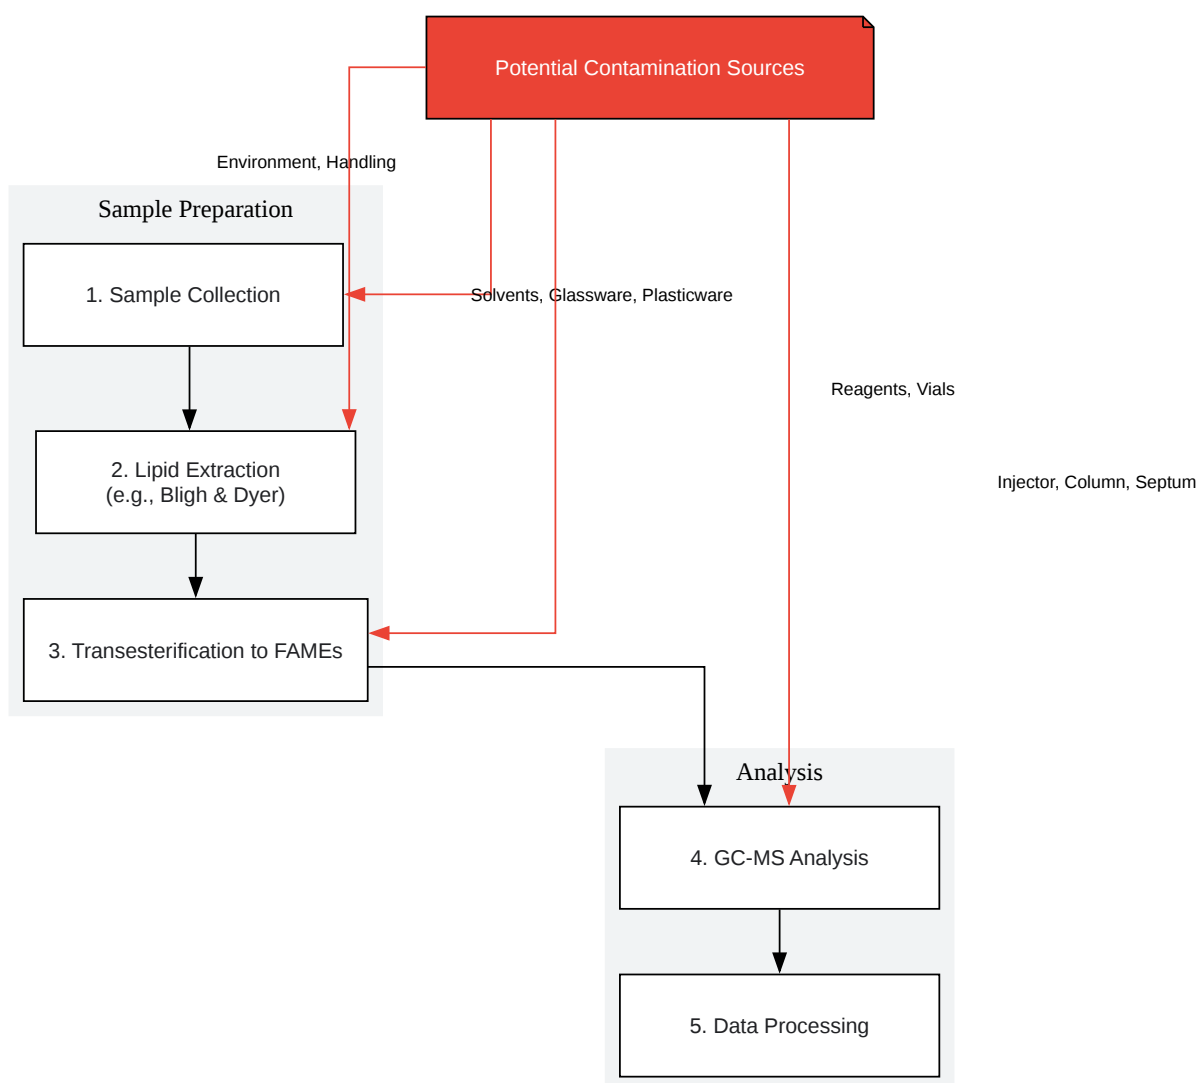 Potential Contamination Sources
Environment, Handling
Sample Preparation
1. Sample Collection
Solvents, Glassware, Plasticware
Reagents, Vials
2. Lipid Extraction
(e.g., Bligh & Dyer)
Injector, Column, Septum
3. Transesterification to FAMEs
Analysis
4. GC-MS Analysis
5. Data Processing